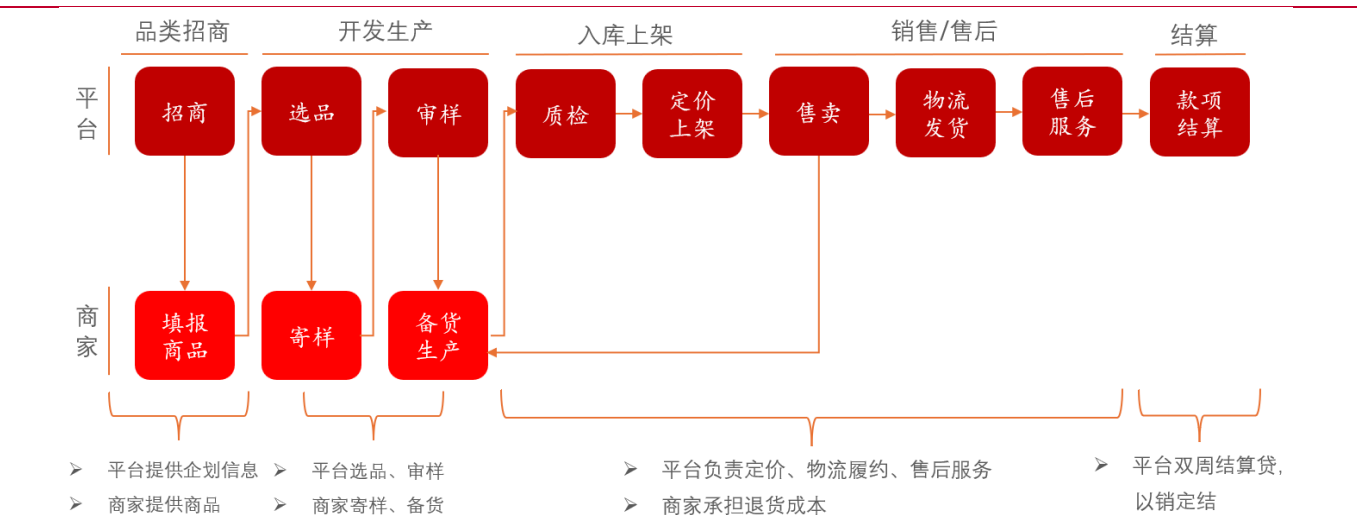 品类招商
开发生产
入库上架
销售/售后
结算
平
台
招商
选品
审样
质检
定价
上架
售卖
物流
发货
售后
服务
款项
结算
商
家
填报
商品
寄样
备货
生产
平台提供企划信息
商家提供商品
平台选品、审样
商家寄样、备货
平台负责定价、物流履约、售后服务
商家承担退货成本
平台双周结算贷,
以销定结